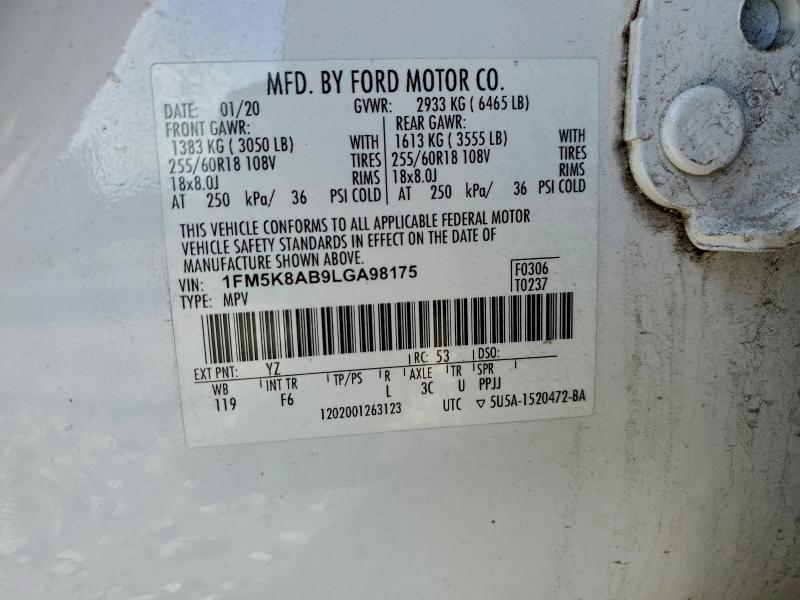 MFD. BY FORD MOTOR CO.
DATE: 01/20 GVWR: 2933 KG ( 6465 LB)
FRONT GAWR: REAR GAWR:
1383 KG ( 3050 LB) WITH 1613 KG ( 3555 LB) WITH
255/60R18 108V TIRES 255/60R18 108V TIRES
18x8.0J RIMS 18x8.0J RIMS
AT 250 kPa/ 36 PSI COLD AT 250 kPa/ 36 PSI COLD
THIS VEHICLE CONFORMS TO ALL APPLICABLE FEDERAL MOTOR
VEHICLE SAFETY STANDARDS IN EFFECT ON THE DATE OF
MANUFACTURE SHOWN ABOVE.
VIN: 1FM5K8AB9LGA98175 F0306
TYPE: MPV T0237
EXT PNT: YZ RC: 53 DSO:
WB INT TR TP/PS R AXLE TR SPR
119 F6 L 3C U PPJJ
1202001263123 UTC ▽ 5U5A-1520472-BA